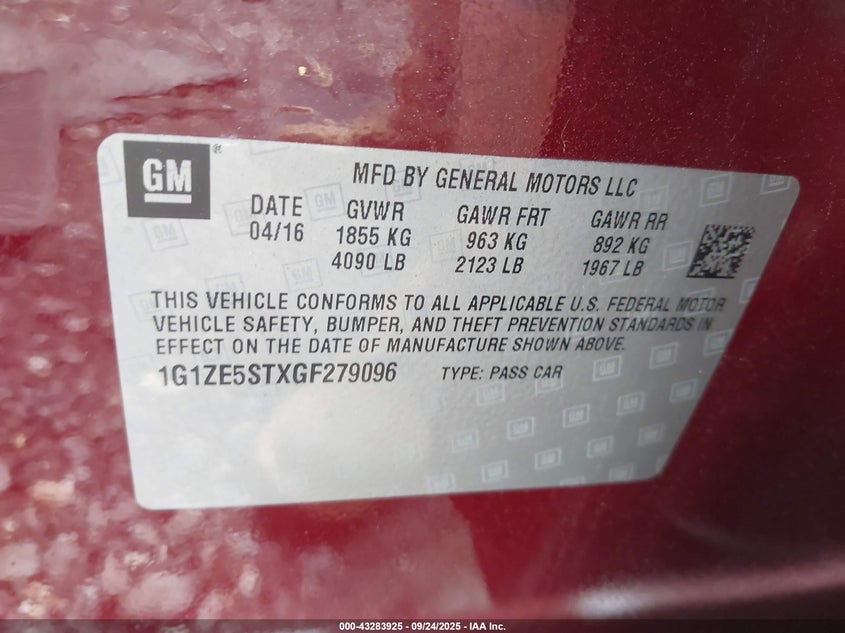 GM®
MFD BY GENERAL MOTORS LLC
DATE GVWR GAWR FRT GAWR RR
04/16 1855 KG 963 KG 892 KG
4090 LB 2123 LB 1967 LB
THIS VEHICLE CONFORMS TO ALL APPLICABLE U.S. FEDERAL MOTOR
VEHICLE SAFETY, BUMPER, AND THEFT PREVENTION STANDARDS IN
EFFECT ON THE DATE OF MANUFACTURE SHOWN ABOVE.
1G1ZE5STXGF279096 TYPE: PASS CAR
000-43283925 - 09/24/2025 - IAA Inc.